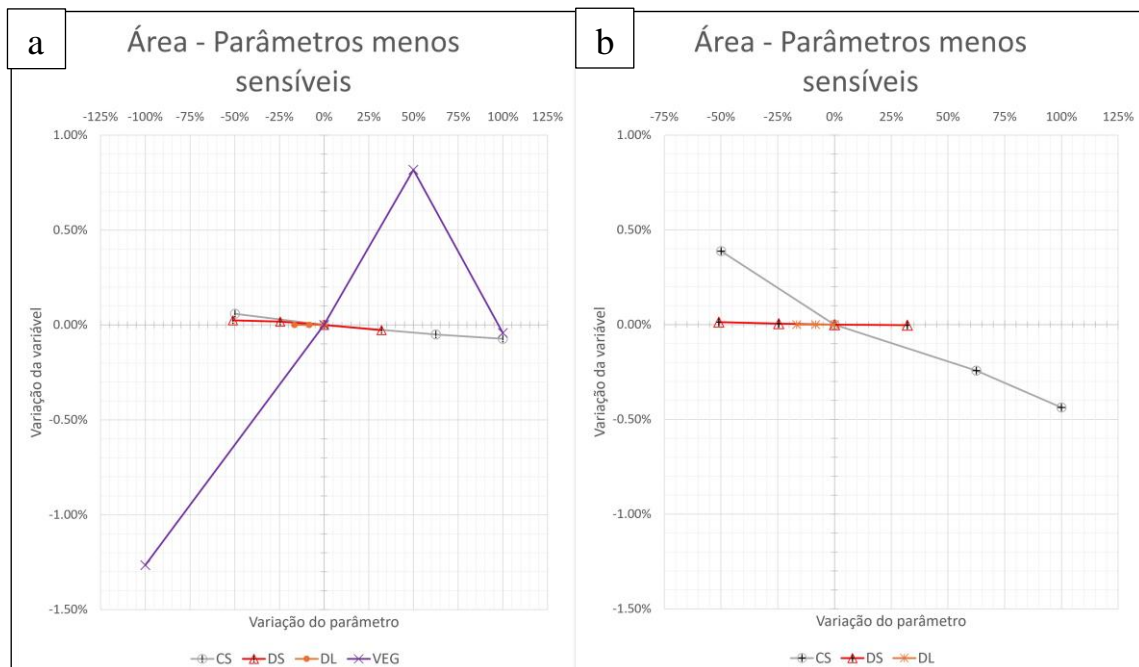 a
Área - Parâmetros menos
sensíveis
-125% -100% -75% -50% -25% 0% 25% 50% 75% 100% 125%
1.00%
0.50%
0.00%
-0.50%
-1.00%
-1.50%
Variação da variável
Variação do parâmetro
CS DS DL VEG
b
Área - Parâmetros menos
sensíveis
-75% -50% -25% 0% 25% 50% 75% 100% 125%
1.00%
0.50%
0.00%
-0.50%
-1.00%
-1.50%
Variação da variável
Variação do parâmetro
CS DS DL